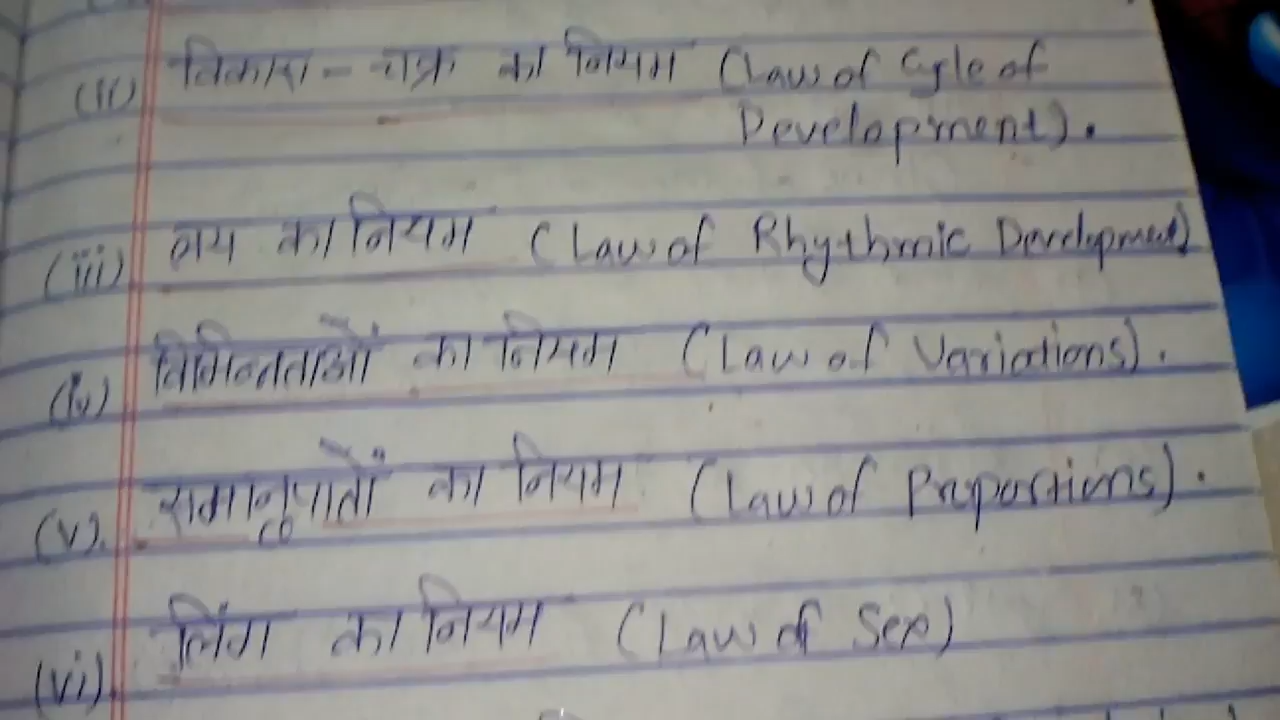 (ii) विकास - चक्र का नियम (Law of Cycle of
Development).
(iii) लय का नियम (Law of Rhythmic Development)
(iv) विभिन्नताओं का नियम (Law of Variations).
(v). समानुपातों का नियम (Law of Proportions).
(vi). लिंग का नियम (Law of Sex)